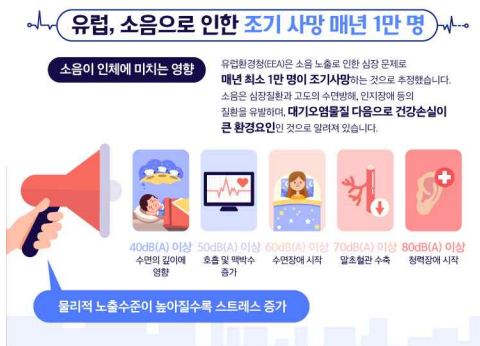 유럽, 소음으로 인한 조기 사망 매년 1만 명
소음이 인체에 미치는 영향
유럽환경청(EEA)은 소음 노출로 인한 심장 문제로
매년 최소 1만 명이 조기사망하는 것으로 추정했습니다.
소음은 심장질환과 고도의 수면방해, 인지장애 등의
질환을 유발하며, 대기오염물질 다음으로 건강손실이
큰 환경요인인 것으로 알려져 있습니다.
40dB(A) 이상
수면의 깊이에
영향
50dB(A) 이상
호흡 및 맥박수
증가
60dB(A) 이상
수면장애 시작
70dB(A) 이상
말초혈관 수축
80dB(A) 이상
청력장애 시작
물리적 노출수준이 높아질수록 스트레스 증가